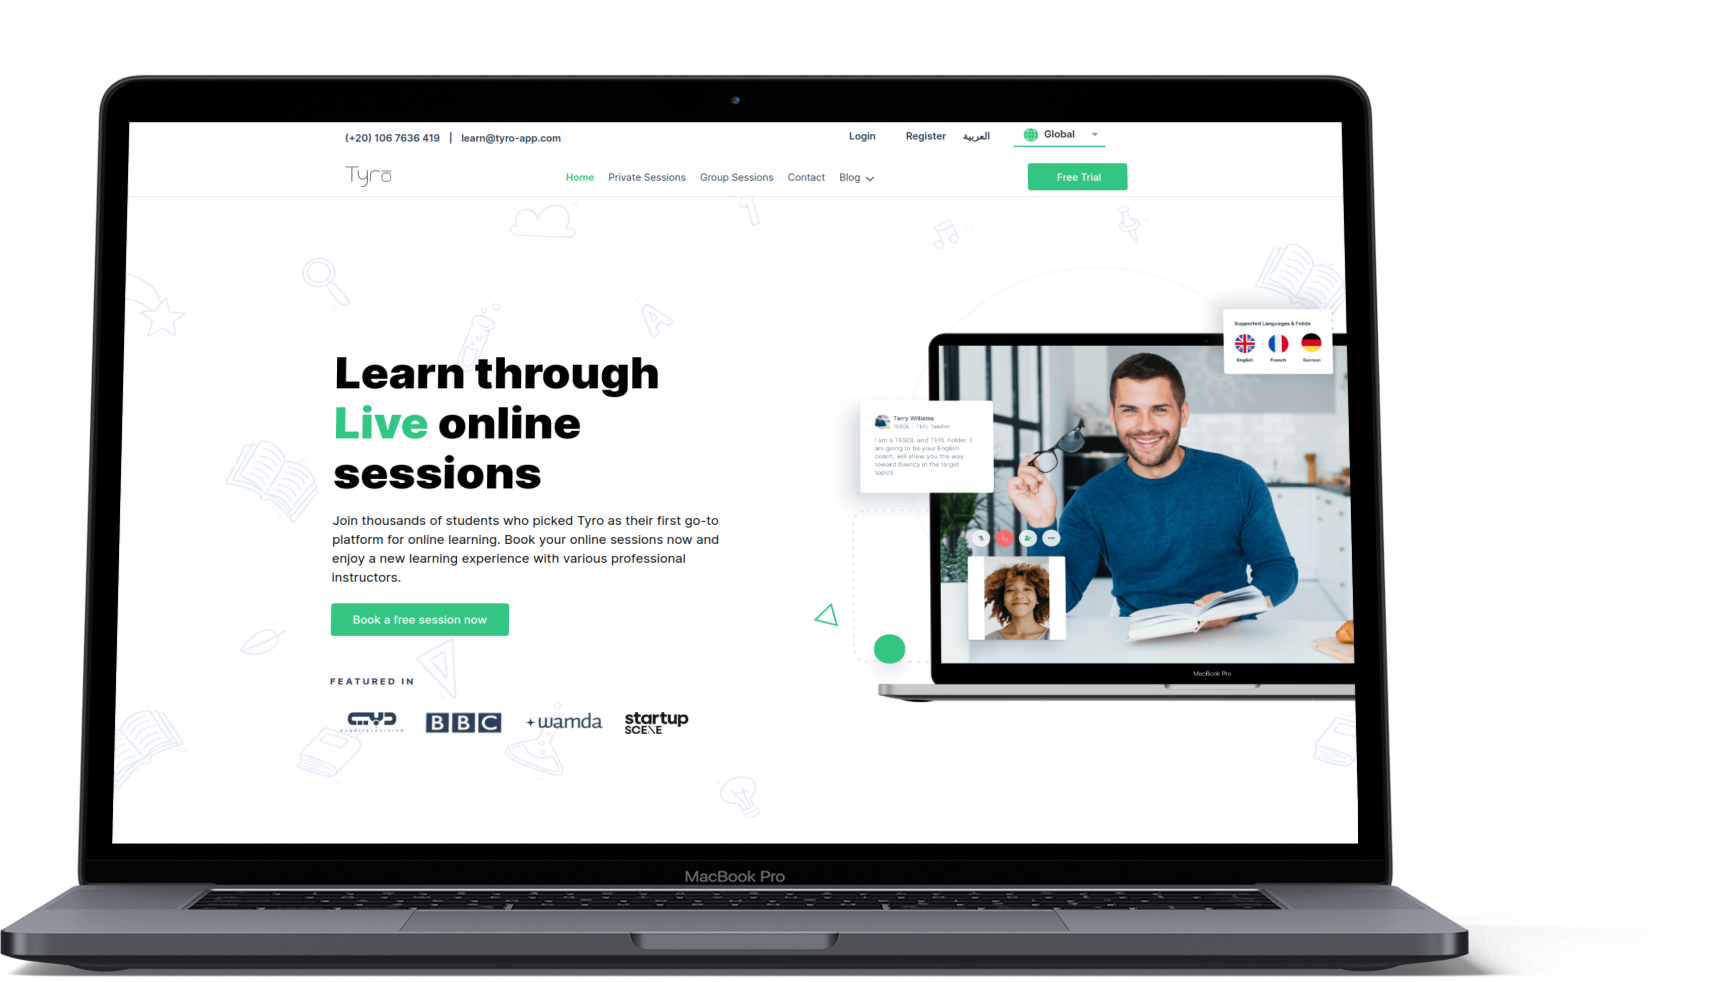 (+20) 106 7636 419 | learn@tyro-app.com
Login Register العربية Global
Tyro
Home Private Sessions Group Sessions Contact Blog
Free Trial
Learn through
Live online
sessions
Join thousands of students who picked Tyro as their first go-to
platform for online learning. Book your online sessions now and
enjoy a new learning experience with various professional
instructors.
Book a free session now
FEATURED IN
BBC
wamda
startup
SCENE
Supported Languages & Feilds
English French German
Terry Williams
TESOL - TEFL Teacher
I am a TESOL and TEFL holder. I
am going to be your English
coach, will show you the way
toward fluency in the target
topics.
1
A
MacBook Pro
MacBook Pro